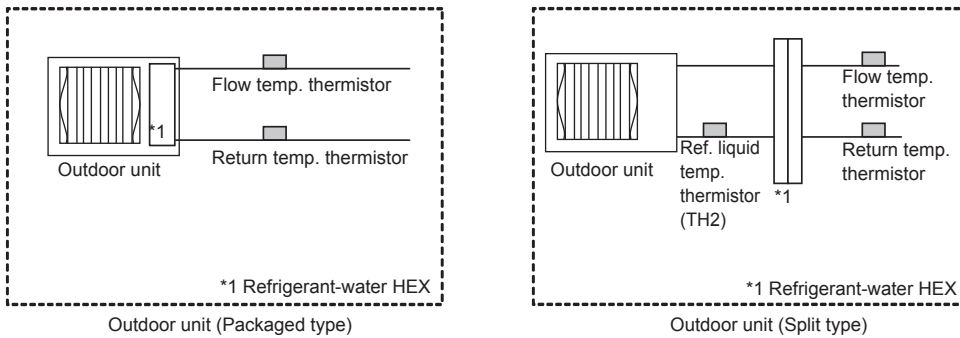 Flow temp. thermistor
*1
Return temp. thermistor
Outdoor unit
*1 Refrigerant-water HEX
Outdoor unit (Packaged type)
Flow temp.
thermistor
Outdoor unit
Ref. liquid
temp.
thermistor
(TH2)
*1
Return temp.
thermistor
*1 Refrigerant-water HEX
Outdoor unit (Split type)